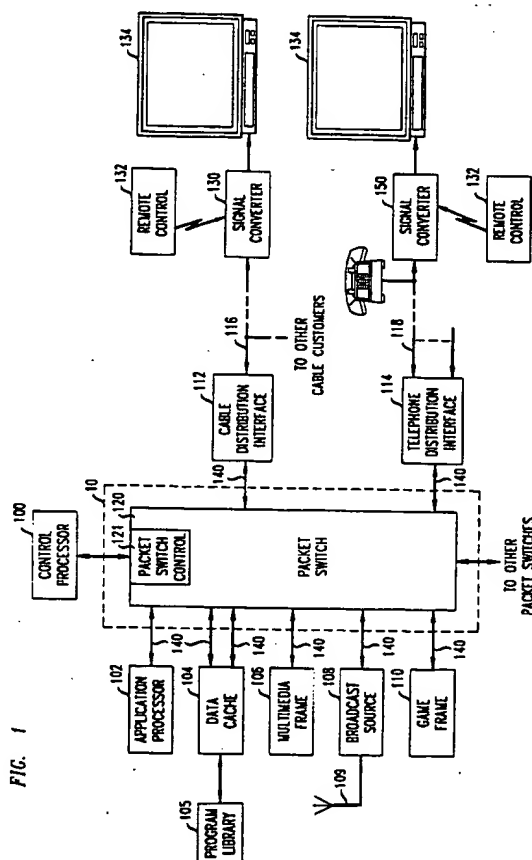 FIG. 1
100
CONTROL
PROCESSOR
10
120
121
PACKET
SWITCH
CONTROL
PACKET
SWITCH
TO OTHER
PACKET SWITCHES
102
APPLICATION
PROCESSOR
140
104
DATA
CACHE
140
140
105
PROGRAM
LIBRARY
106
MULTIMEDIA
FRAME
140
108
BROADCAST
SOURCE
140
109
110
GAME
FRAME
140
140
112
CABLE
DISTRIBUTION
INTERFACE
116
TO OTHER
CABLE CUSTOMERS
132
REMOTE
CONTROL
130
SIGNAL
CONVERTER
134
140
114
TELEPHONE
DISTRIBUTION
INTERFACE
118
150
SIGNAL
CONVERTER
132
REMOTE
CONTROL
134